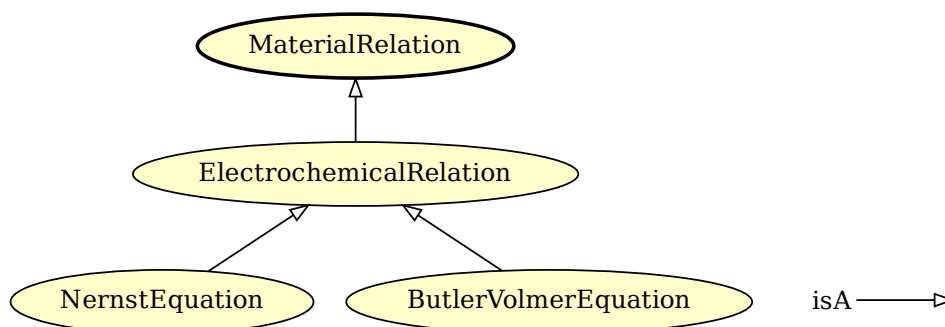 MaterialRelation
ElectrochemicalRelation
NernstEquation
ButlerVolmerEquation
isA